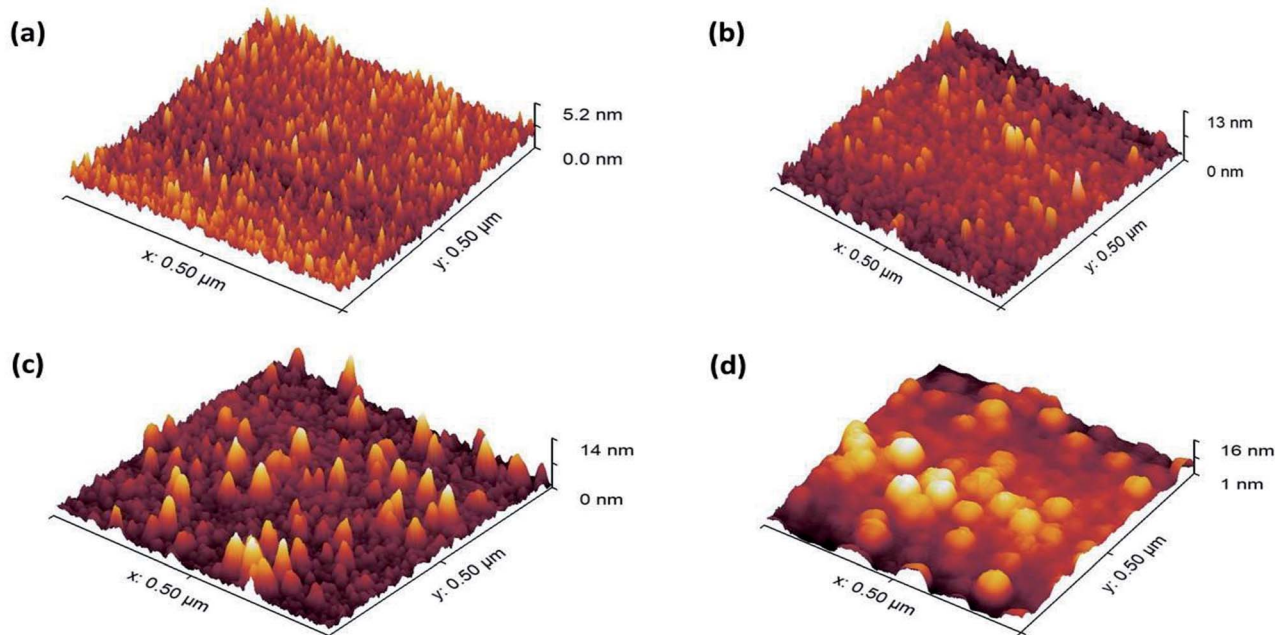 (a)
5.2 nm
0.0 nm
x: 0.50 µm
y: 0.50 µm
(b)
13 nm
0 nm
x: 0.50 µm
y: 0.50 µm
(c)
14 nm
0 nm
x: 0.50 µm
y: 0.50 µm
(d)
16 nm
1 nm
x: 0.50 µm
y: 0.50 µm